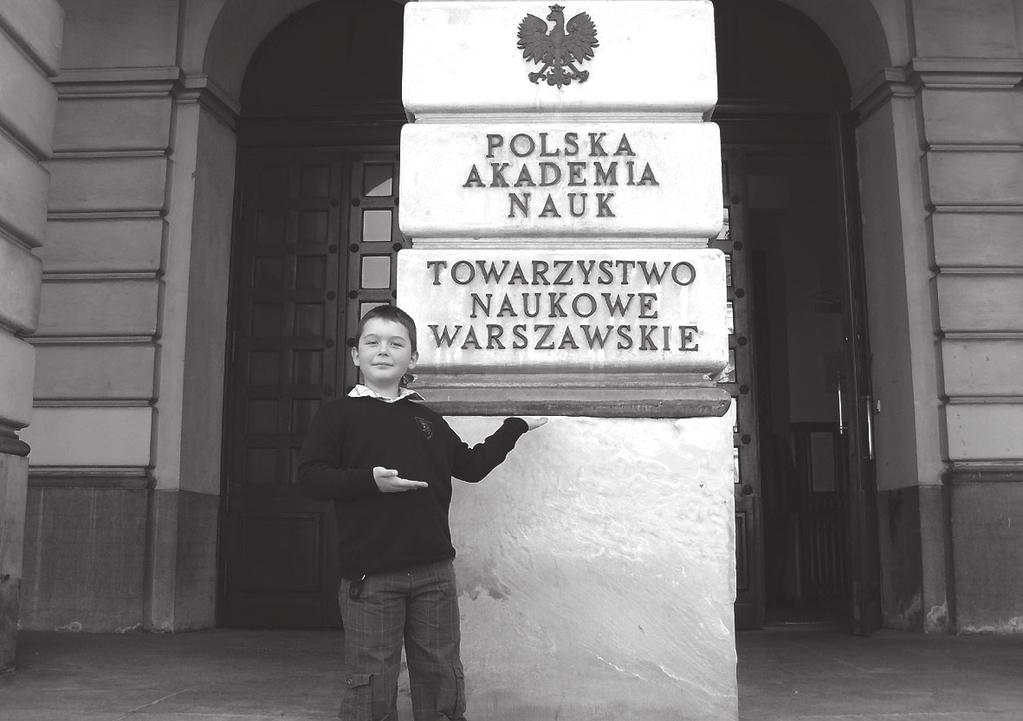 POLSKA
AKADEMIA
NAUK
TOWARZYSTWO
NAUKOWE
WARSZAWSKIE